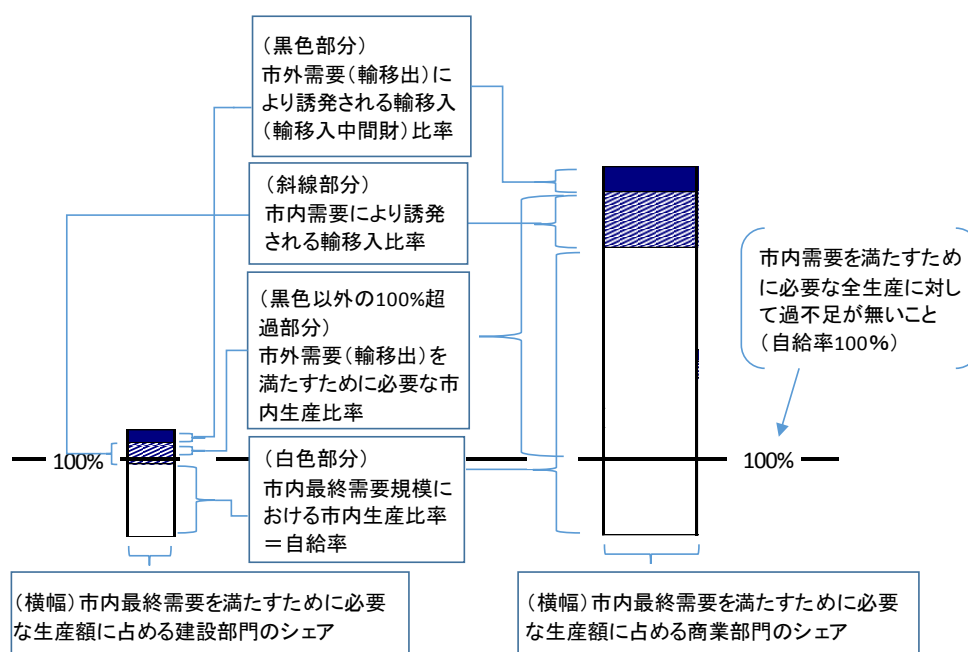 (黒色部分)
市外需要(輸移出)に
より誘発される輸移入
(輸移入中間財)比率
(斜線部分)
市内需要により誘発
される輸移入比率
(黒色以外の100%超
過部分)
市外需要(輸移出)を
満たすために必要な市
内生産比率
(白色部分)
市内最終需要規模に
おける市内生産比率
＝自給率
市内需要を満たすため
に必要な全生産に対し
て過不足が無いこと
(自給率100%)
100%
100%
(横幅)市内最終需要を満たすために必要
な生産額に占める建設部門のシェア
(横幅)市内最終需要を満たすために必要
な生産額に占める商業部門のシェア